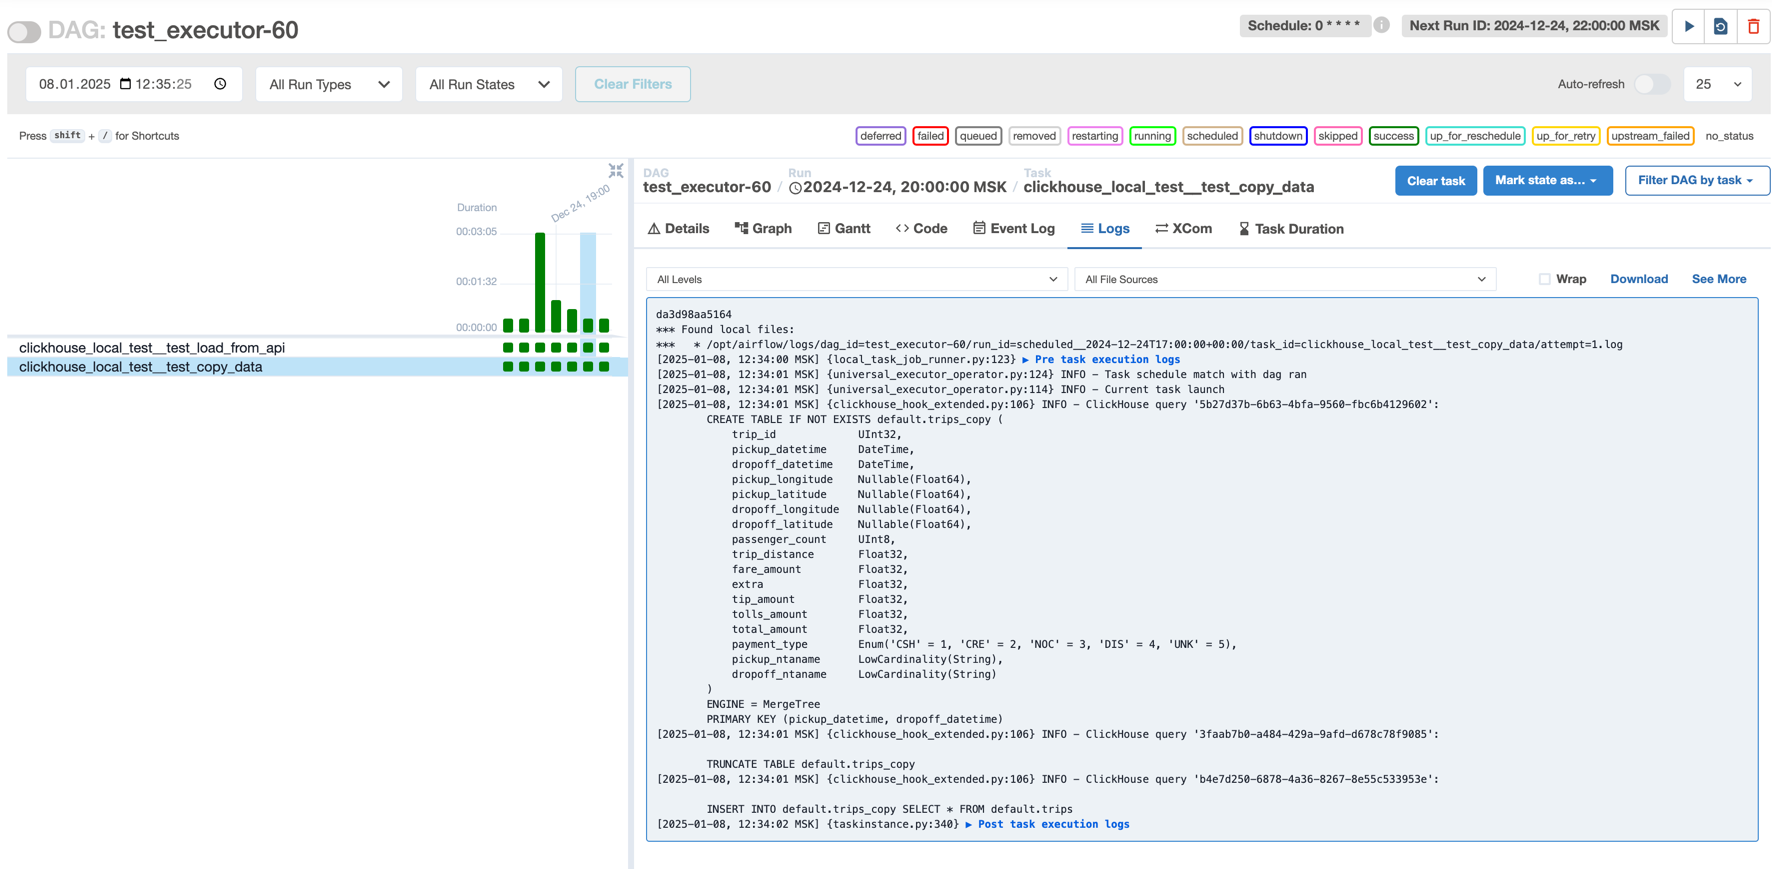 DAG: test_executor-60
Schedule: 0 * * * *
Next Run ID: 2024-12-24, 22:00:00 MSK
08.01.2025 12:35:25
All Run Types
All Run States
Clear Filters
Auto-refresh
25
Press shift + / for Shortcuts
deferred failed queued removed restarting running scheduled shutdown skipped success up_for_reschedule up_for_retry upstream_failed no_status
Duration
Dec 24, 19:00
00:03:05
00:01:32
00:00:00
clickhouse_local_test__test_load_from_api
clickhouse_local_test__test_copy_data
DAG
test_executor-60
/
Run
2024-12-24, 20:00:00 MSK
/
Task
clickhouse_local_test__test_copy_data
Clear task
Mark state as...
Filter DAG by task
Details Graph Gantt Code Event Log Logs XCom Task Duration
All Levels
All File Sources
Wrap
Download
See More
da3d98aa5164
*** Found local files:
***   * /opt/airflow/logs/dag_id=test_executor-60/run_id=scheduled__2024-12-24T17:00:00+00:00/task_id=clickhouse_local_test__test_copy_data/attempt=1.log
[2025-01-08, 12:34:00 MSK] {local_task_job_runner.py:123} ▶ Pre task execution logs
[2025-01-08, 12:34:01 MSK] {universal_executor_operator.py:124} INFO - Task schedule match with dag ran
[2025-01-08, 12:34:01 MSK] {universal_executor_operator.py:114} INFO - Current task launch
[2025-01-08, 12:34:01 MSK] {clickhouse_hook_extended.py:106} INFO - ClickHouse query '5b27d37b-6b63-4bfa-9560-fbc6b4129602':
CREATE TABLE IF NOT EXISTS default.trips_copy (
trip_id UInt32,
pickup_datetime DateTime,
dropoff_datetime DateTime,
pickup_longitude Nullable(Float64),
pickup_latitude Nullable(Float64),
dropoff_longitude Nullable(Float64),
dropoff_latitude Nullable(Float64),
passenger_count UInt8,
trip_distance Float32,
fare_amount Float32,
extra Float32,
tip_amount Float32,
tolls_amount Float32,
total_amount Float32,
payment_type Enum('CSH' = 1, 'CRE' = 2, 'NOC' = 3, 'DIS' = 4, 'UNK' = 5),
pickup_ntaname LowCardinality(String),
dropoff_ntaname LowCardinality(String)
)
ENGINE = MergeTree
PRIMARY KEY (pickup_datetime, dropoff_datetime)
[2025-01-08, 12:34:01 MSK] {clickhouse_hook_extended.py:106} INFO - ClickHouse query '3faab7b0-a484-429a-9afd-d678c78f9085':
TRUNCATE TABLE default.trips_copy
[2025-01-08, 12:34:01 MSK] {clickhouse_hook_extended.py:106} INFO - ClickHouse query 'b4e7d250-6878-4a36-8267-8e55c533953e':
INSERT INTO default.trips_copy SELECT * FROM default.trips
[2025-01-08, 12:34:02 MSK] {taskinstance.py:340} ▶ Post task execution logs